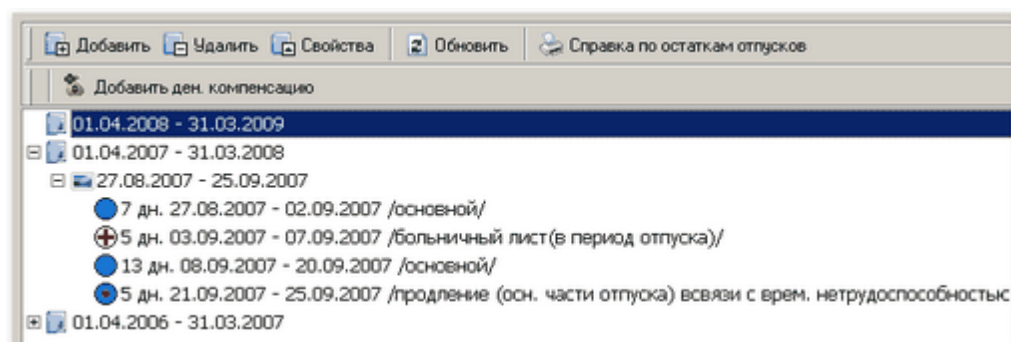 Добавить Удалить Свойства Обновить Справка по остаткам отпусков
Добавить ден. компенсацию
01.04.2008 - 31.03.2009
01.04.2007 - 31.03.2008
27.08.2007 - 25.09.2007
7 дн. 27.08.2007 - 02.09.2007 /основной/
5 дн. 03.09.2007 - 07.09.2007 /больничный лист(в период отпуска)/
13 дн. 08.09.2007 - 20.09.2007 /основной/
5 дн. 21.09.2007 - 25.09.2007 /продление (осн. части отпуска) всвязи с врем. нетрудоспособностьс
01.04.2006 - 31.03.2007